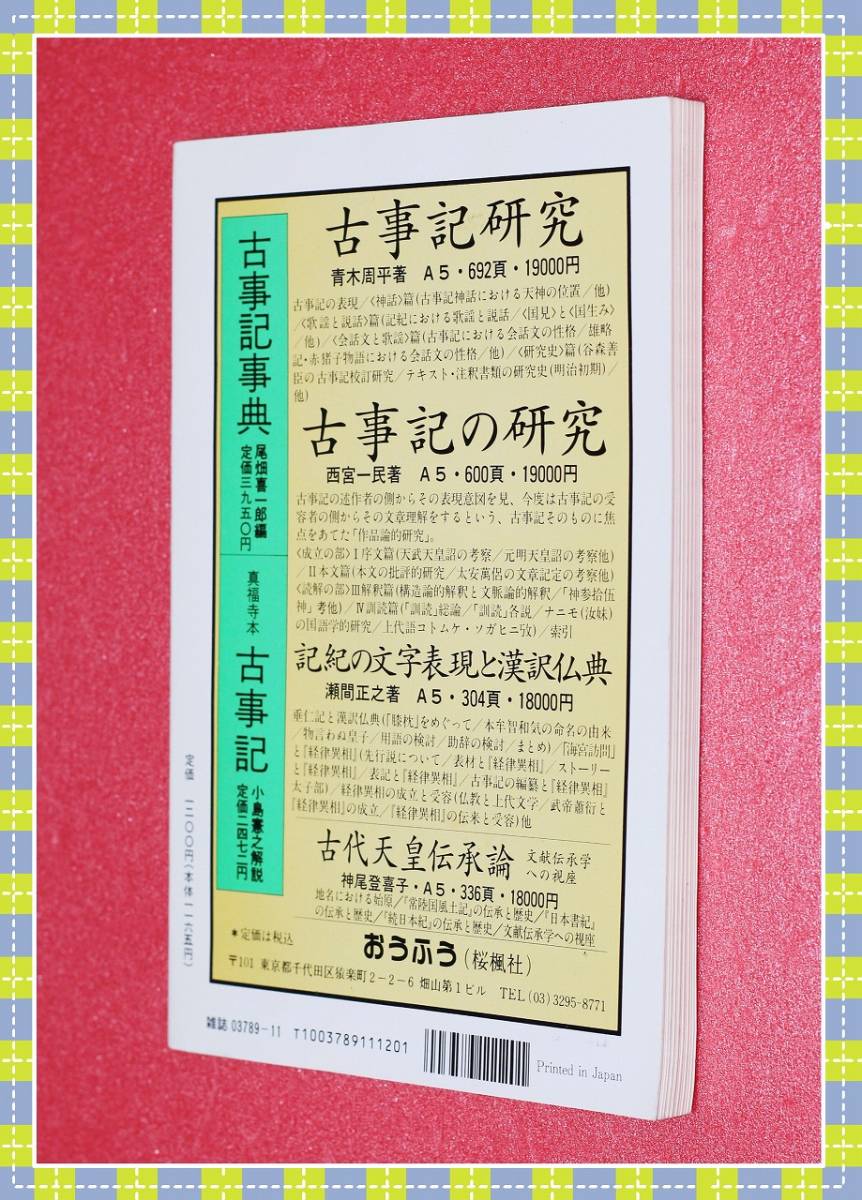 古事記研究
青木周平著 A5・692頁・19000円
古事記の表現/〈神話〉篇(古事記神話における天神の位置/他)
/〈歌謡と説話〉篇(記紀における歌謡と説話/〈国見〉と〈国生み〉
/他)/〈会話文と歌謡〉篇(古事記における会話文の性格/雄略
記・赤猪子物語における会話文の性格/他)/〈研究史〉篇(谷森善
臣の古事記校訂研究/テキスト・注釈書類の研究史(明治初期)/
他)
古事記の研究
西宮一民著 A5・600頁・19000円
古事記の述作者の側からその表現意図を見、今度は古事記の受
容者の側からその文章理解をするという、古事記そのものに焦
点をあてた「作品論的研究」。
〈成立の部〉Ⅰ序文篇(天武天皇詔の考察/元明天皇詔の考察他)
/Ⅱ本文篇(本文の批評的研究/太安萬侶の文章記定の考察他)
〈読解の部〉Ⅲ解釈篇(構造論的解釈と文脈論的解釈/「神参拾伍
神」考他)/Ⅳ訓読篇(「訓読」総論/「訓読」各説/ナニモ(汝妹)
の国語学的研究/上代語コトムケ・ソガヒニ攷)/索引
記紀の文字表現と漢訳仏典
瀬間正之著 A5・304頁・18000円
垂仁記と漢訳仏典(「膝枕」をめぐって/本牟智和気の命名の由来
/物言わぬ皇子/用語の検討/助辞の検討/まとめ)/「海宮訪問」
と『経律異相』(先行説について/表材と『経律異相』/ストーリー
と『経律異相』/表記と『経律異相』/古事記の編纂と『経律異相』
太子部)/経律異相の成立と受容(仏教と上代文学/武帝蕭衍と
『経律異相』の成立/『経律異相』の伝来と受容)他
古代天皇伝承論 文献伝承学
への視座
神尾登喜子・A5・336頁・18000円
地名における始原/『常陸国風土記』の伝承と歴史/『日本書紀』
の伝承と歴史/『続日本紀』の伝承と歴史/文献伝承学への視座
古事記事典
尾畑喜一郎編
定価三九五〇円
真福寺本 古事記
小島憲之解説
定価二四七二円
*定価は税込
おうふう(桜楓社)
〒101 東京都千代田区猿楽町2-2-6 畑山第1ビル TEL(03)3295-8771
定価 一二〇〇円(本体一一六五円)
雑誌 03789-11 T1003789111201
Printed in Japan